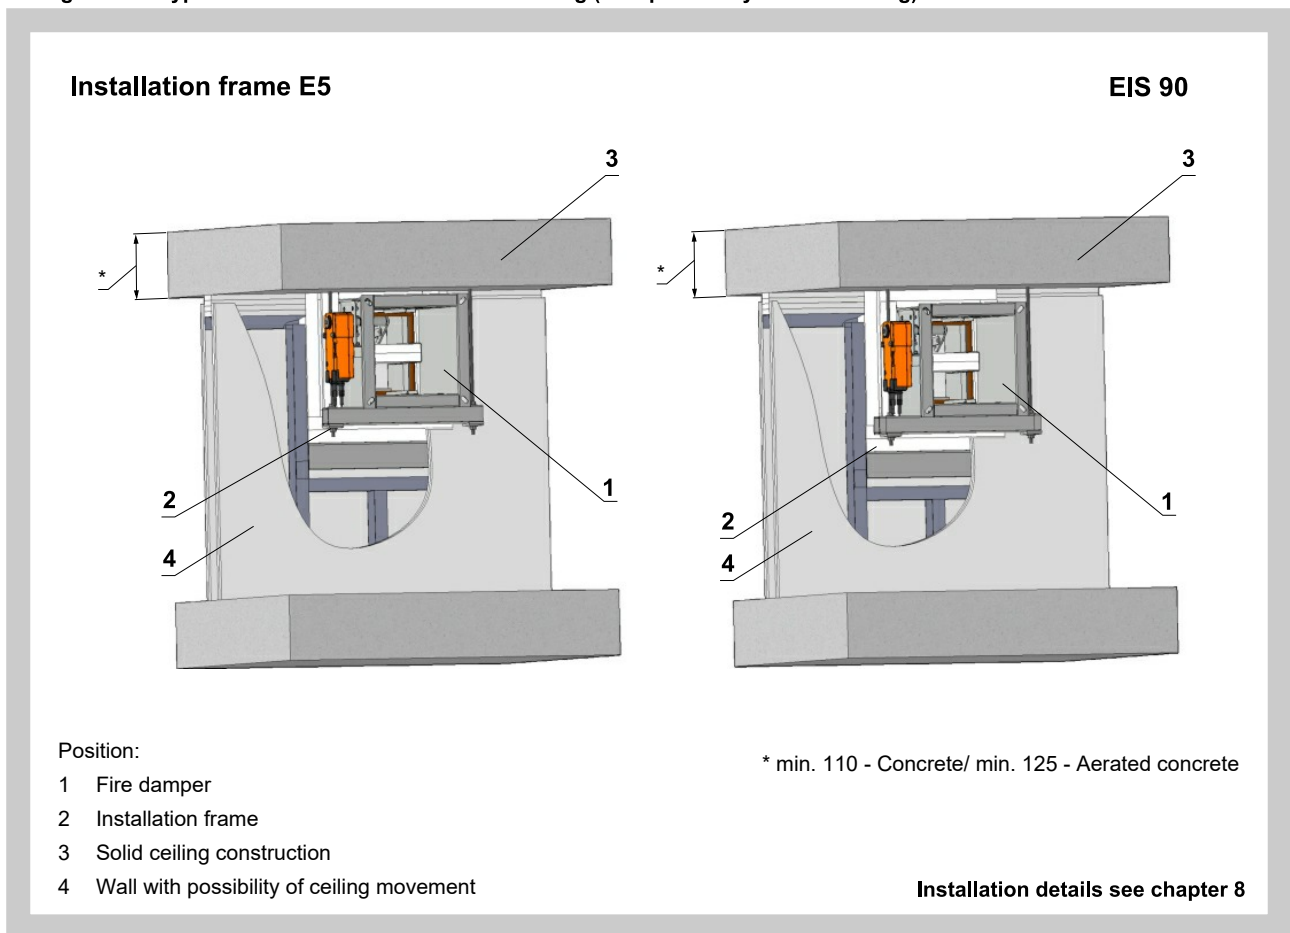 Installation frame E5
EIS 90
3
3
*
*
1
2
4
1
2
4
Position:
1 Fire damper
2 Installation frame
3 Solid ceiling construction
4 Wall with possibility of ceiling movement
* min. 110 - Concrete/ min. 125 - Aerated concrete
Installation details see chapter 8